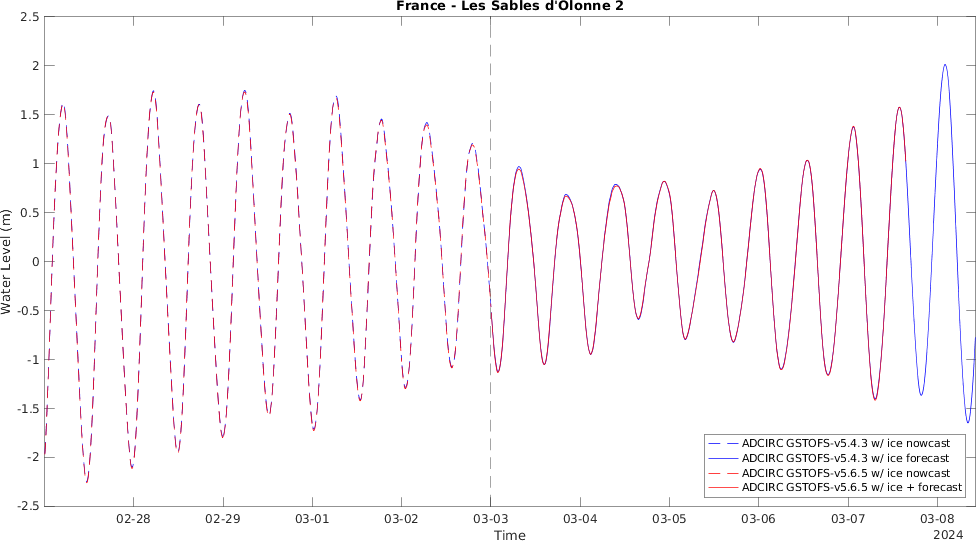 France - Les Sables d'Olonne 2
2.5
2
1.5
1
0.5
0
-0.5
-1
-1.5
-2
-2.5
Water Level (m)
ADCIRC GSTOFS-v5.4.3 w/ ice nowcast
ADCIRC GSTOFS-v5.4.3 w/ ice forecast
ADCIRC GSTOFS-v5.6.5 w/ ice nowcast
ADCIRC GSTOFS-v5.6.5 w/ ice + forecast
02-28 02-29 03-01 03-02 03-03 03-04 03-05 03-06 03-07 03-08
Time
2024